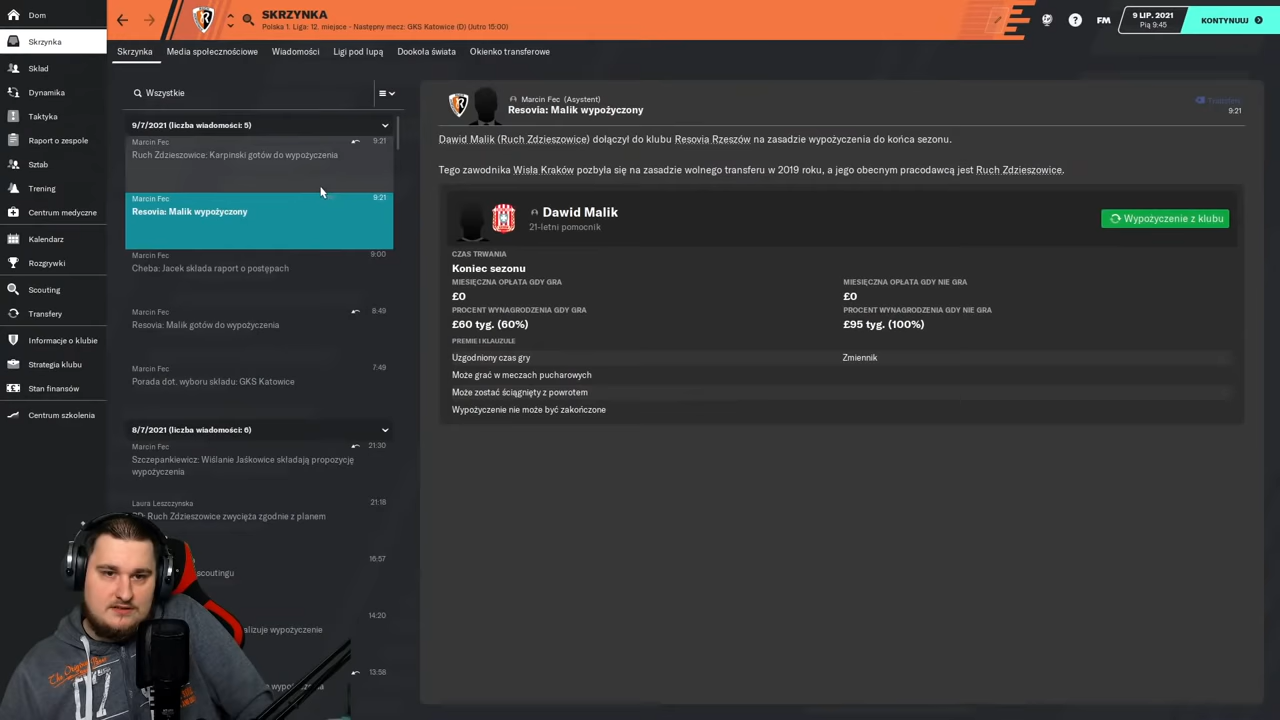 Dom
Skrzynka
Skład
Dynamika
Taktyka
Raport o zespole
Sztab
Trening
Centrum medyczne
Kalendarz
Rozgrywki
Scouting
Transfery
Informacje o klubie
Strategia klubu
Stan finansów
Centrum szkolenia
SKRZYNKA
Polska 1. Liga: 12. miejsce - Następny mecz: GKS Katowice (D) (Jutro 15:00)
FM
9 LIP. 2021
Pią 9:45
KONTYNUUJ
Skrzynka Media społecznościowe Wiadomości Ligi pod lupą Dookoła świata Okienko transferowe
Wszystkie
9/7/2021 (liczba wiadomości: 5)
Marcin Fec 9:21
Ruch Zdzieszowice: Karpinski gotów do wypożyczenia
Marcin Fec 9:21
Resovia: Malik wypożyczony
Marcin Fec 9:00
Cheba: Jacek składa raport o postępach
Marcin Fec 8:49
Resovia: Malik gotów do wypożyczenia
Marcin Fec 7:49
Porada dot. wyboru składu: GKS Katowice
8/7/2021 (liczba wiadomości: 6)
Marcin Fec 21:30
Szczepankiewicz: Wiślanie Jaśkowice składają propozycję
wypożyczenia
Laura Leszczynska 21:18
Ruch Zdzieszowice zwycięża zgodnie z planem
16:57
scoutingu
14:20
wypożyczenie
13:58
Marcin Fec (Asystent)
Resovia: Malik wypożyczony
Transfery
9:21
Dawid Malik (Ruch Zdzieszowice) dołączył do klubu Resovia Rzeszów na zasadzie wypożyczenia do końca sezonu.
Tego zawodnika Wisła Kraków pozbyła się na zasadzie wolnego transferu w 2019 roku, a jego obecnym pracodawcą jest Ruch Zdzieszowice.
Dawid Malik
21-letni pomocnik
Wypożyczenie z klubu
CZAS TRWANIA
Koniec sezonu
MIESIĘCZNA OPŁATA GDY GRA MIESIĘCZNA OPŁATA GDY NIE GRA
£0 £0
PROCENT WYNAGRODZENIA GDY GRA PROCENT WYNAGRODZENIA GDY NIE GRA
£60 tyg. (60%) £95 tyg. (100%)
PREMIE I KLAUZULE
Uzgodniony czas gry Zmiennik
Może grać w meczach pucharowych
Może zostać ściągnięty z powrotem
Wypożyczenie nie może być zakończone